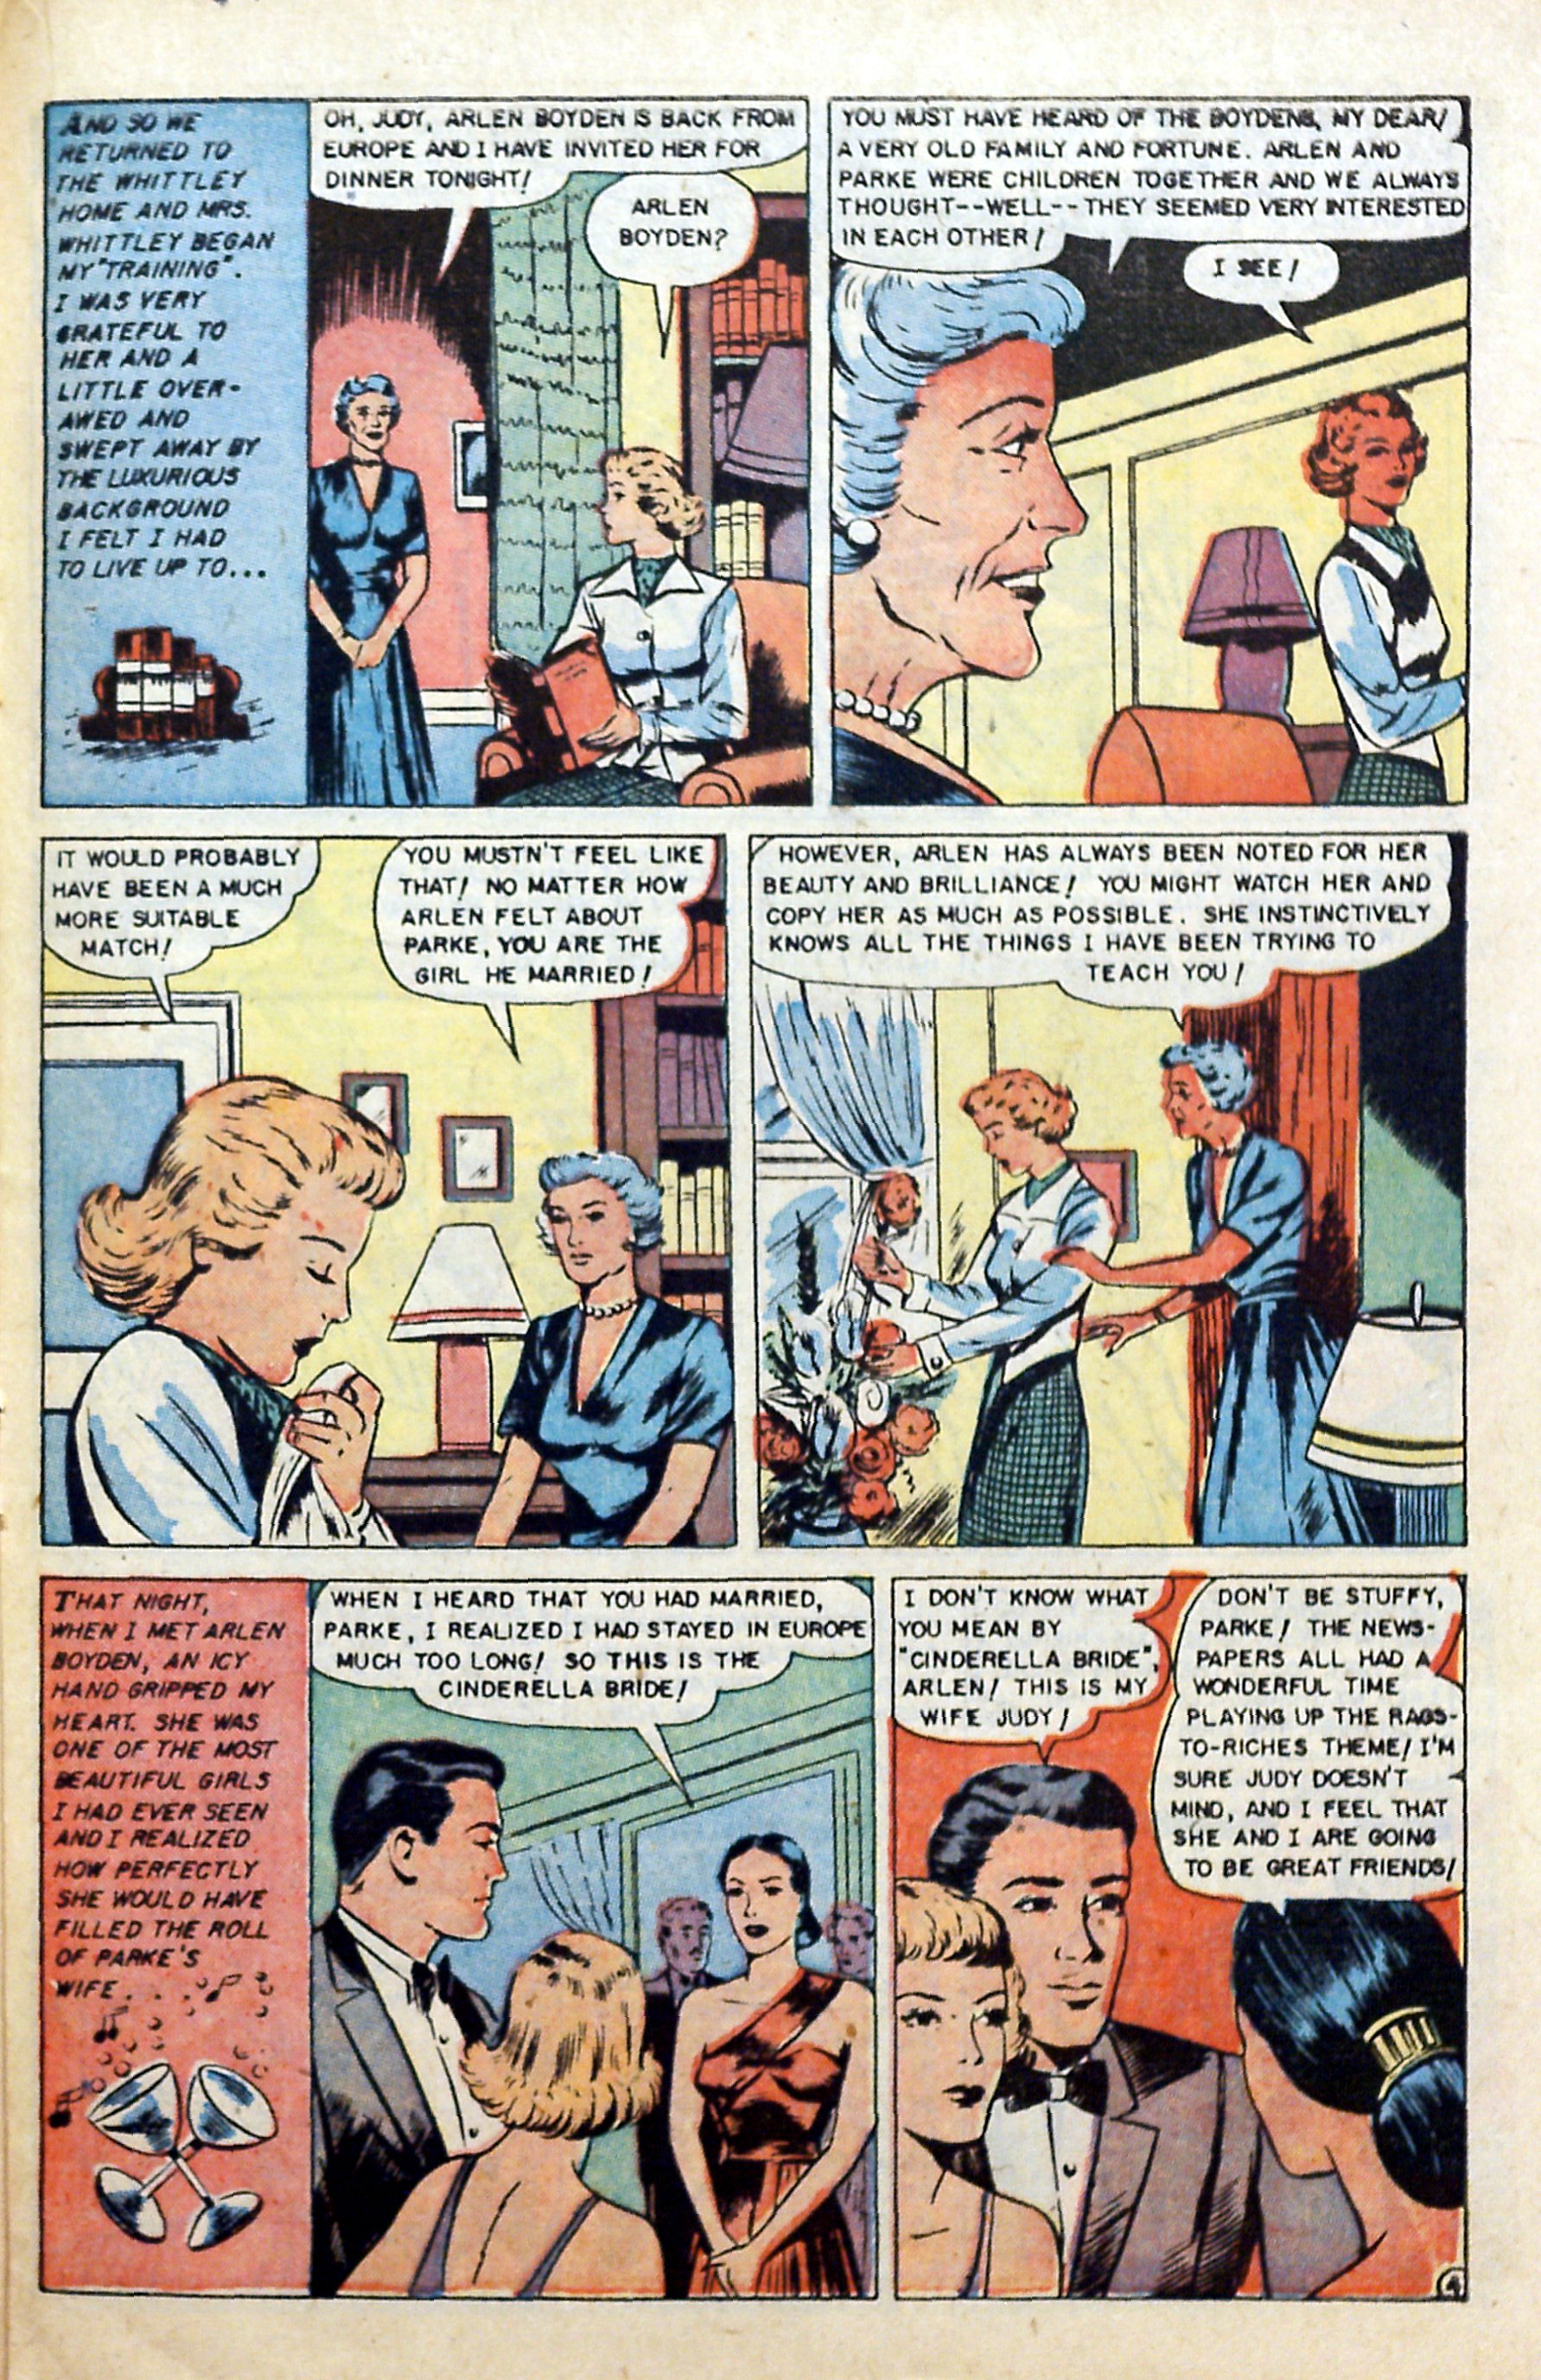 AND SO WE
RETURNED TO
THE WHITTLEY
HOME AND MRS.
WHITTLEY BEGAN
MY "TRAINING".
I WAS VERY
GRATEFUL TO
HER AND A
LITTLE OVER-
AWED AND
SWEPT AWAY BY
THE LUXURIOUS
BACKGROUND
I FELT I HAD
TO LIVE UP TO...
OH, JUDY, ARLEN BOYDEN IS BACK FROM
EUROPE AND I HAVE INVITED HER FOR
DINNER TONIGHT!
ARLEN
BOYDEN?
YOU MUST HAVE HEARD OF THE BOYDENS, MY DEAR!
A VERY OLD FAMILY AND FORTUNE. ARLEN AND
PARKE WERE CHILDREN TOGETHER AND WE ALWAYS
THOUGHT--WELL--THEY SEEMED VERY INTERESTED
IN EACH OTHER!
I SEE!
IT WOULD PROBABLY
HAVE BEEN A MUCH
MORE SUITABLE
MATCH!
YOU MUSTN'T FEEL LIKE
THAT! NO MATTER HOW
ARLEN FELT ABOUT
PARKE, YOU ARE THE
GIRL HE MARRIED!
HOWEVER, ARLEN HAS ALWAYS BEEN NOTED FOR HER
BEAUTY AND BRILLIANCE! YOU MIGHT WATCH HER AND
COPY HER AS MUCH AS POSSIBLE. SHE INSTINCTIVELY
KNOWS ALL THE THINGS I HAVE BEEN TRYING TO
TEACH YOU!
THAT NIGHT,
WHEN I MET ARLEN
BOYDEN, AN ICY
HAND GRIPPED MY
HEART. SHE WAS
ONE OF THE MOST
BEAUTIFUL GIRLS
I HAD EVER SEEN
AND I REALIZED
HOW PERFECTLY
SHE WOULD HAVE
FILLED THE ROLL
OF PARKE'S
WIFE...
WHEN I HEARD THAT YOU HAD MARRIED,
PARKE, I REALIZED I HAD STAYED IN EUROPE
MUCH TOO LONG! SO THIS IS THE
CINDERELLA BRIDE!
I DON'T KNOW WHAT
YOU MEAN BY
"CINDERELLA BRIDE",
ARLEN! THIS IS MY
WIFE JUDY!
DON'T BE STUFFY,
PARKE! THE NEWS-
PAPERS ALL HAD A
WONDERFUL TIME
PLAYING UP THE RAGS-
TO-RICHES THEME! I'M
SURE JUDY DOESN'T
MIND, AND I FEEL THAT
SHE AND I ARE GOING
TO BE GREAT FRIENDS!
4